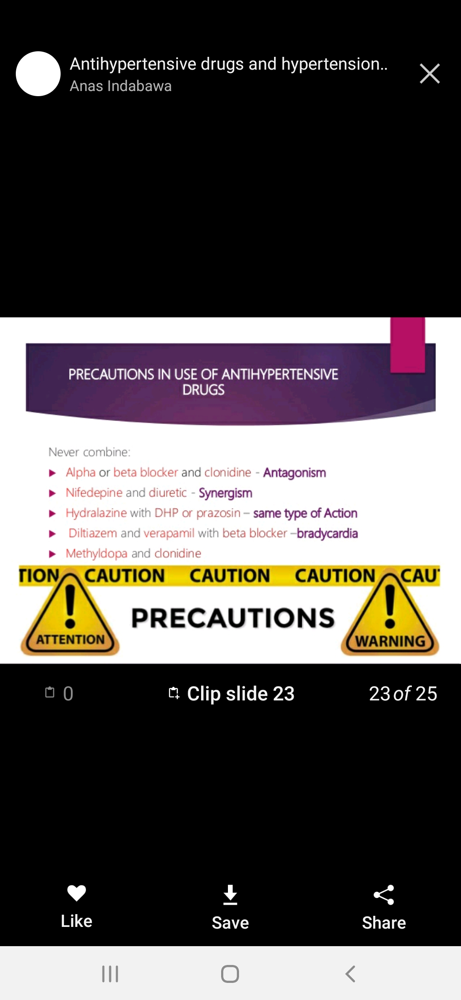 Antihypertensive drugs and hypertension..
Anas Indabawa
PRECAUTIONS IN USE OF ANTIHYPERTENSIVE
DRUGS
Never combine:
Alpha or beta blocker and clonidine - Antagonism
Nifedepine and diuretic - Synergism
Hydralazine with DHP or prazosin – same type of Action
Diltiazem and verapamil with beta blocker –bradycardia
Methyldopa and clonidine
TION CAUTION CAUTION CAUTION CAUT
PRECAUTIONS
ATTENTION
WARNING
0
Clip slide 23
23 of 25
Like
Save
Share